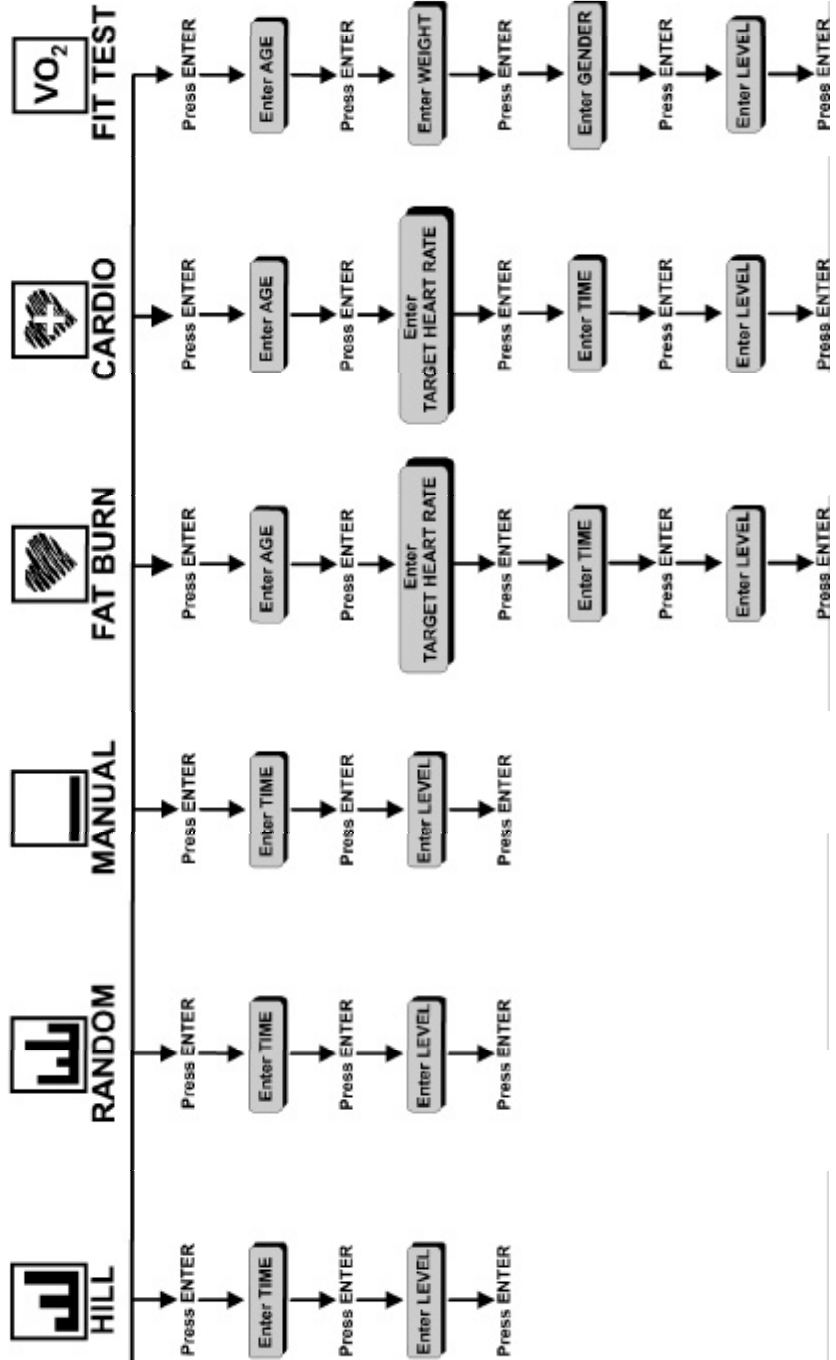 HILL
Press ENTER
Enter TIME
Press ENTER
Enter LEVEL
Press ENTER
RANDOM
Press ENTER
Enter TIME
Press ENTER
Enter LEVEL
Press ENTER
MANUAL
Press ENTER
Enter TIME
Press ENTER
Enter LEVEL
Press ENTER
FAT BURN
Press ENTER
Enter AGE
Press ENTER
Enter
TARGET HEART RATE
Press ENTER
Enter TIME
Press ENTER
Enter LEVEL
Press ENTER
CARDIO
Press ENTER
Enter AGE
Press ENTER
Enter
TARGET HEART RATE
Press ENTER
Enter TIME
Press ENTER
Enter LEVEL
Press ENTER
VO₂
FIT TEST
Press ENTER
Enter AGE
Press ENTER
Enter WEIGHT
Press ENTER
Enter GENDER
Press ENTER
Enter LEVEL
Press ENTER